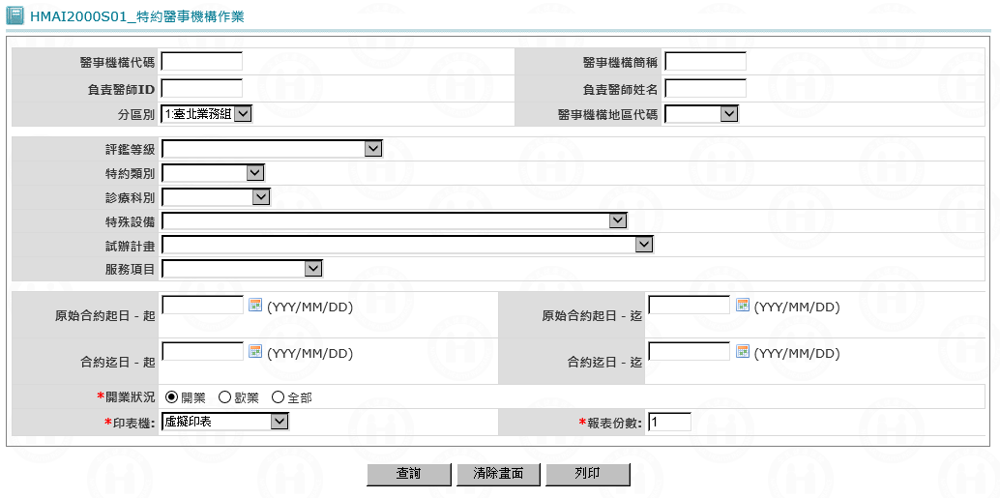 HMAI2000S01_特約醫事機構作業
醫事機構代碼 醫事機構簡稱
負責醫師ID 負責醫師姓名
分區別 1:臺北業務組 醫事機構地區代碼
評鑑等級
特約類別
診療科別
特殊設備
試辦計畫
服務項目
原始合約起日 - 起 (YYY/MM/DD) 原始合約起日 - 迄 (YYY/MM/DD)
合約迄日 - 起 (YYY/MM/DD) 合約迄日 - 迄 (YYY/MM/DD)
*開業狀況 開業 歇業 全部
*印表機: 虛擬印表 *報表份數: 1
查詢 清除畫面 列印